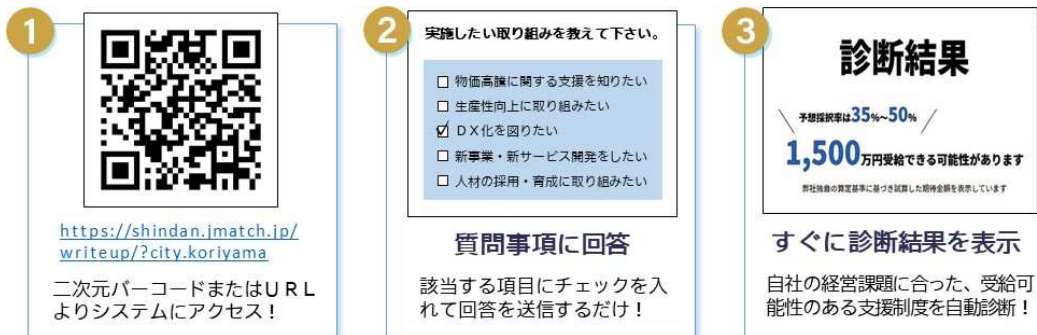 1
https://shindan.jmatch.jp/
writeup/?city.koriyama
二次元バーコードまたはＵＲＬ
よりシステムにアクセス！
2
実施したい取り組みを教えて下さい。
物価高騰に関する支援を知りたい
生産性向上に取り組みたい
ＤＸ化を図りたい
新事業・新サービス開発をしたい
人材の採用・育成に取り組みたい
質問事項に回答
該当する項目にチェックを入
れて回答を送信するだけ！
3
診断結果
予想採択率は35%～50%
1,500万円受給できる可能性があります
弊社独自の算定基準に基づき試算した期待金額を表示しています
すぐに診断結果を表示
自社の経営課題に合った、受給可
能性のある支援制度を自動診断！